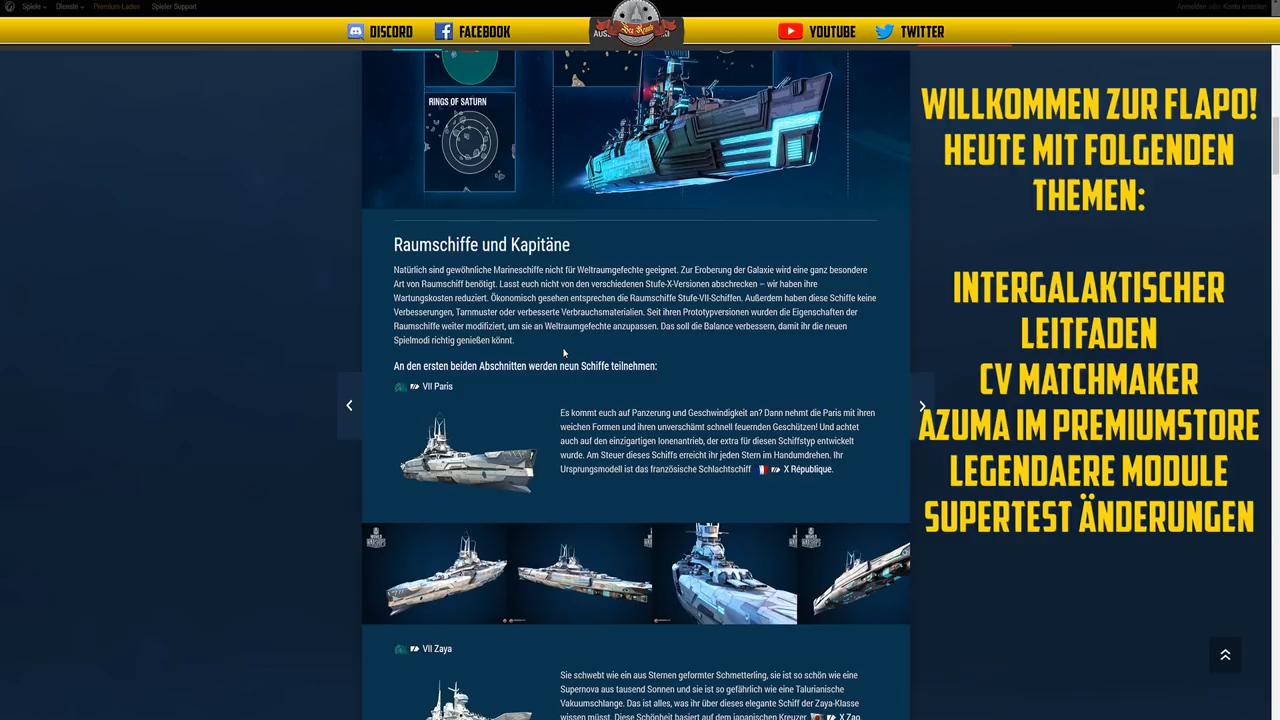 Spiele
Dienste
Premium-Laden
Spieler Support
Anmelden oder Konto erstellen
DISCORD
FACEBOOK
YOUTUBE
TWITTER
RINGS OF SATURN
Raumschiffe und Kapitäne
Natürlich sind gewöhnliche Marineschiffe nicht für Weltraumgefechte geeignet. Zur Eroberung der Galaxie wird eine ganz besondere
Art von Raumschiff benötigt. Lasst euch nicht von den verschiedenen Stufe-X-Versionen abschrecken – wir haben ihre
Wartungskosten reduziert. Ökonomisch gesehen entsprechen die Raumschiffe Stufe-VII-Schiffen. Außerdem haben diese Schiffe keine
Verbesserungen, Tarnmuster oder verbesserte Verbrauchsmaterialien. Seit ihren Prototypversionen wurden die Eigenschaften der
Raumschiffe weiter modifiziert, um sie an Weltraumgefechte anzupassen. Das soll die Balance verbessern, damit ihr die neuen
Spielmodi richtig genießen könnt.
An den ersten beiden Abschnitten werden neun Schiffe teilnehmen:
VII Paris
Es kommt euch auf Panzerung und Geschwindigkeit an? Dann nehmt die Paris mit ihren
weichen Formen und ihren unverschämt schnell feuernden Geschützen! Und achtet
auch auf den einzigartigen Ionenantrieb, der extra für diesen Schiffstyp entwickelt
wurde. Am Steuer dieses Schiffs erreicht ihr jeden Stern im Handumdrehen. Ihr
Ursprungsmodell ist das französische Schlachtschiff X République.
VII Zaya
Sie schwebt wie ein aus Sternen geformter Schmetterling, sie ist so schön wie eine
Supernova aus tausend Sonnen und sie ist so gefährlich wie eine Talurianische
Vakuumschlange. Das ist alles, was ihr über dieses elegante Schiff der Zaya-Klasse
wissen müsst. Diese Schönheit basiert auf dem japanischen Kreuzer X Zao.
WILLKOMMEN ZUR FLAPO!
HEUTE MIT FOLGENDEN
THEMEN:
INTERGALAKTISCHER
LEITFADEN
CV MATCHMAKER
AZUMA IM PREMIUMSTORE
LEGENDAERE MODULE
SUPERTEST ÄNDERUNGEN